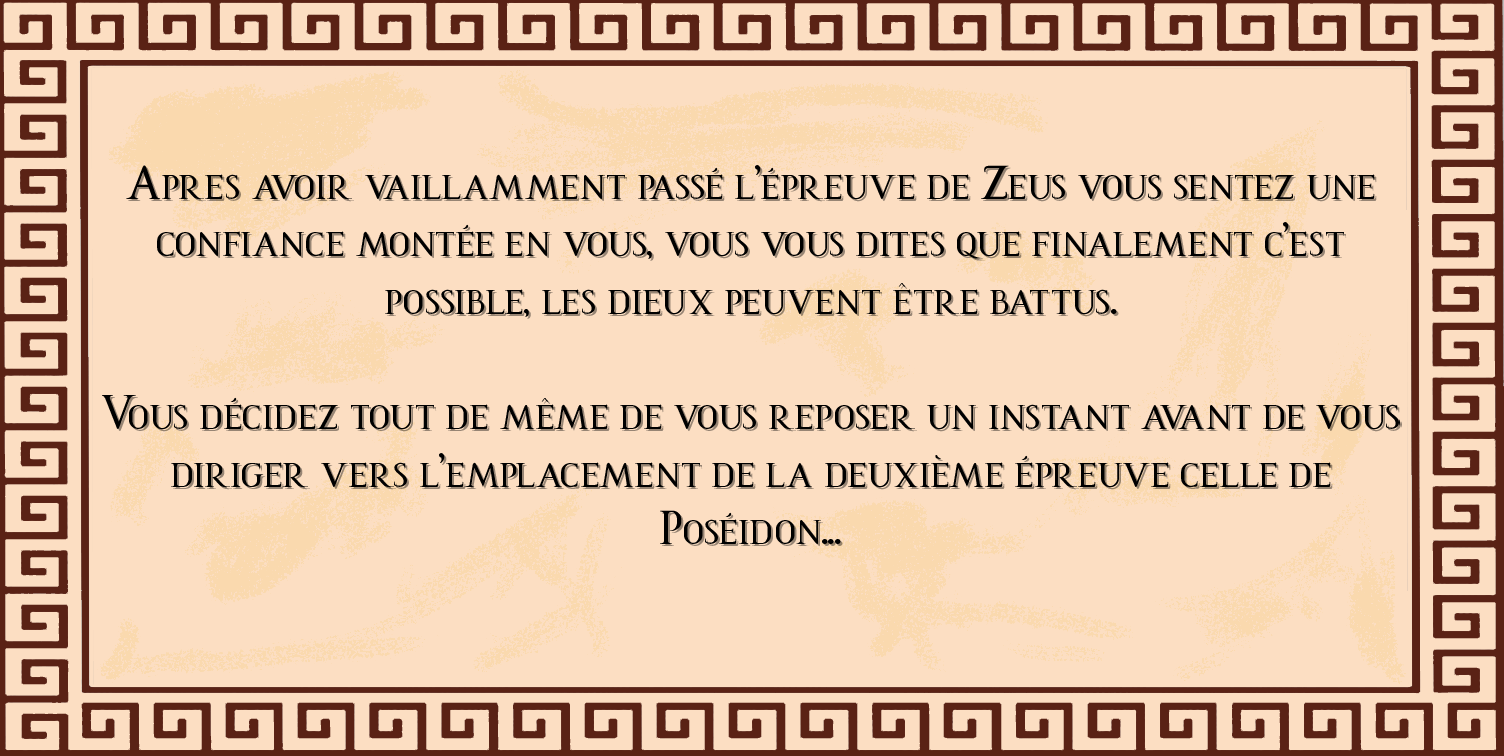 Apres avoir vaillamment passé l'épreuve de Zeus vous sentez une
confiance montée en vous, vous vous dites que finalement c'est
possible, les dieux peuvent être battus.
Vous décidez tout de même de vous reposer un instant avant de vous
diriger vers l'emplacement de la deuxième épreuve celle de
Poséidon...